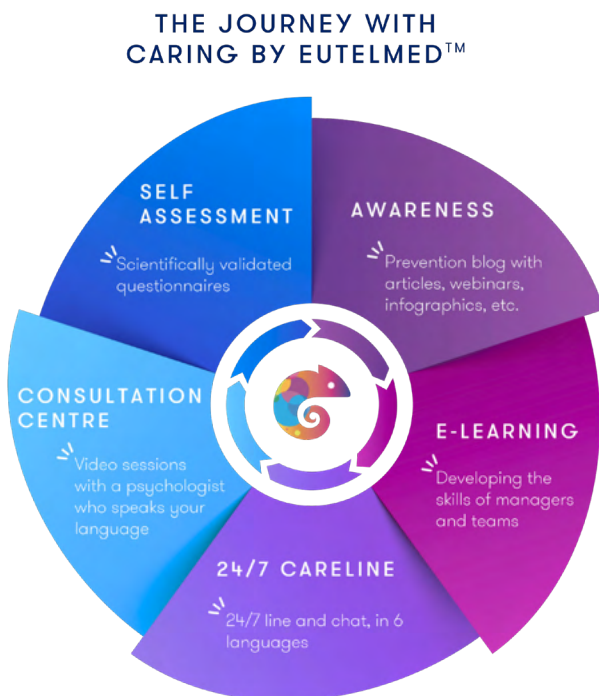 THE JOURNEY WITH
CARING BY EUTELMED™
SELF
ASSESSMENT
Scientifically validated
questionnaires
AWARENESS
Prevention blog with
articles, webinars,
infographics, etc.
E-LEARNING
Developing the
skills of managers
and teams
24/7 CARELINE
24/7 line and chat, in 6
languages
CONSULTATION
CENTRE
Video sessions
with a psychologist
who speaks your
language